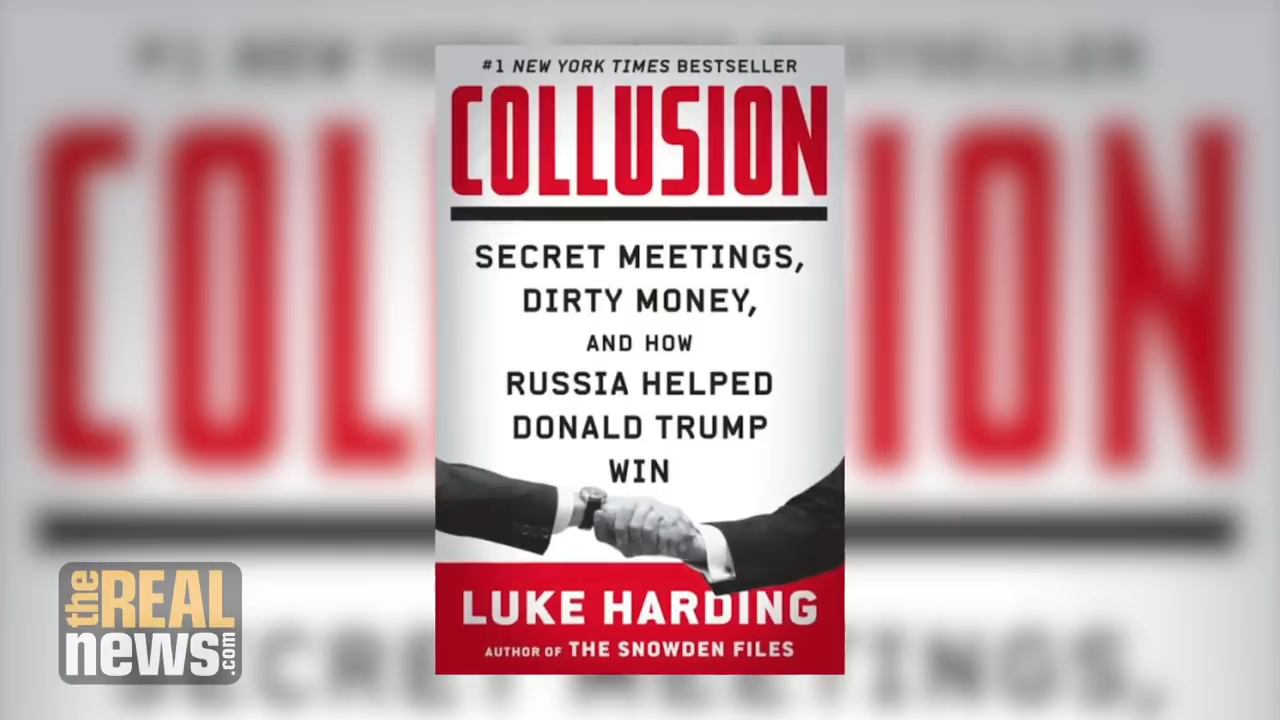 #1 NEW YORK TIMES BESTSELLER
COLLUSION
SECRET MEETINGS,
DIRTY MONEY,
AND HOW
RUSSIA HELPED
DONALD TRUMP
WIN
LUKE HARDING
AUTHOR OF THE SNOWDEN FILES
the REAL
news.com